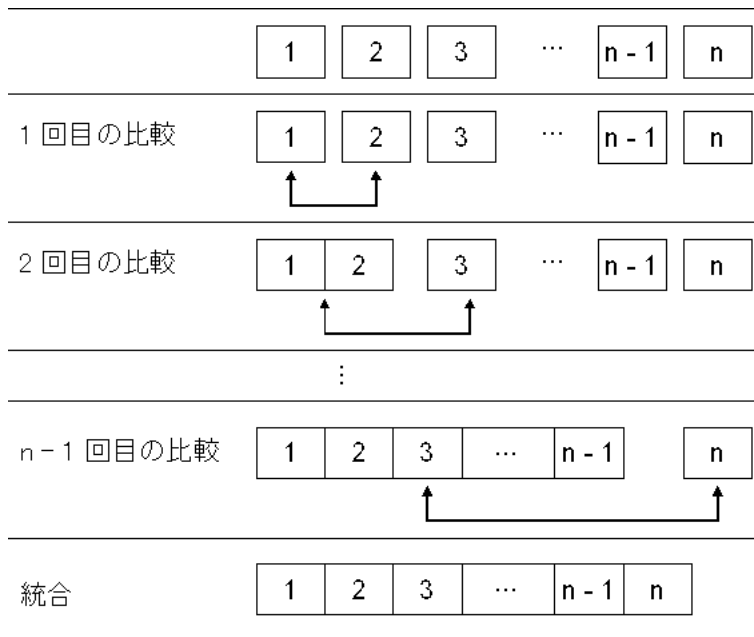 1 2 3 … n - 1 n
1回目の比較 1 2 3 … n - 1 n
2回目の比較 1 2 3 … n - 1 n
⋮
n－1回目の比較 1 2 3 … n - 1 n
統合 1 2 3 … n - 1 n